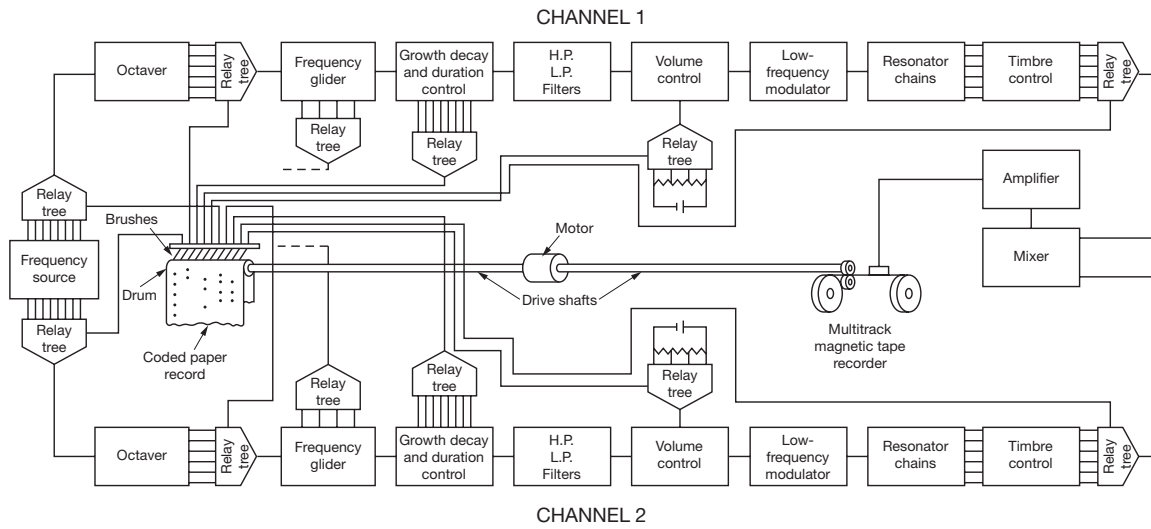 CHANNEL 1
Octaver
Relay
tree
Frequency
glider
Relay
tree
Growth decay
and duration
control
Relay
tree
H.P.
L.P.
Filters
Volume
control
Relay
tree
Low-
frequency
modulator
Resonator
chains
Timbre
control
Relay
tree
Relay
tree
Brushes
Frequency
source
Drum
Relay
tree
Coded paper
record
Motor
Drive shafts
Amplifier
Mixer
Multitrack
magnetic tape
recorder
Octaver
Relay
tree
Relay
tree
Frequency
glider
Relay
tree
Growth decay
and duration
control
H.P.
L.P.
Filters
Relay
tree
Volume
control
Low-
frequency
modulator
Resonator
chains
Timbre
control
Relay
tree
CHANNEL 2